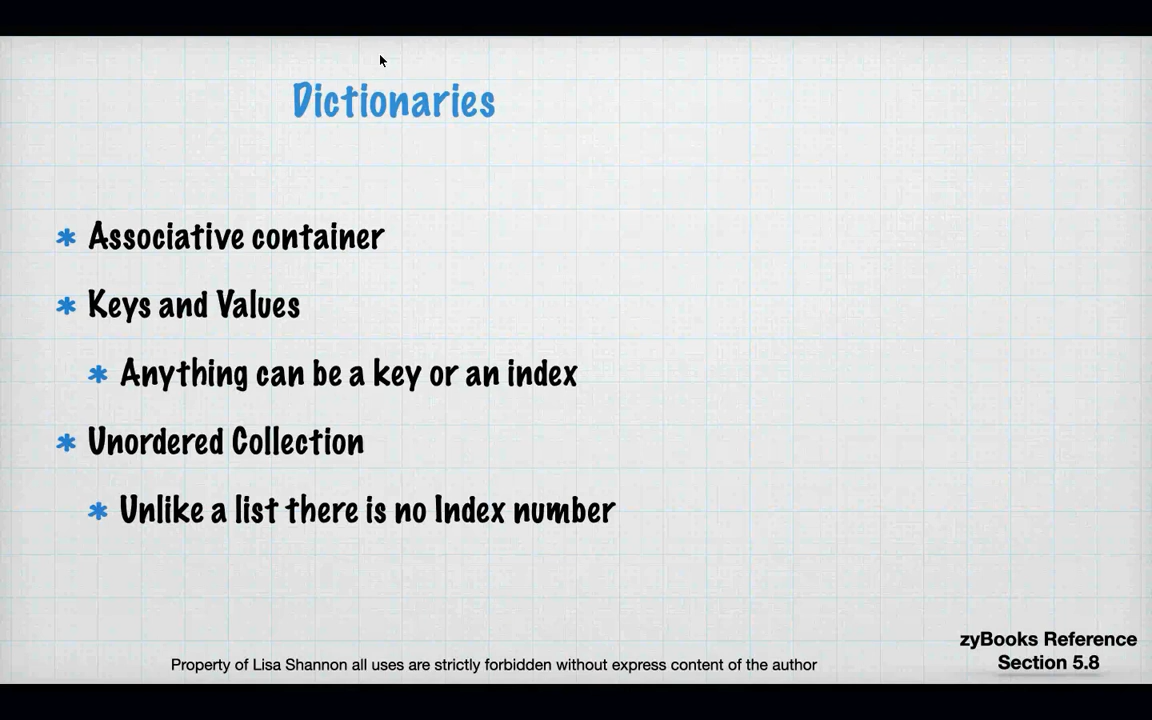 Dictionaries
* Associative container
* Keys and Values
* Anything can be a key or an index
* Unordered Collection
* Unlike a list there is no Index number
zyBooks Reference
Section 5.8
Property of Lisa Shannon all uses are strictly forbidden without express content of the author